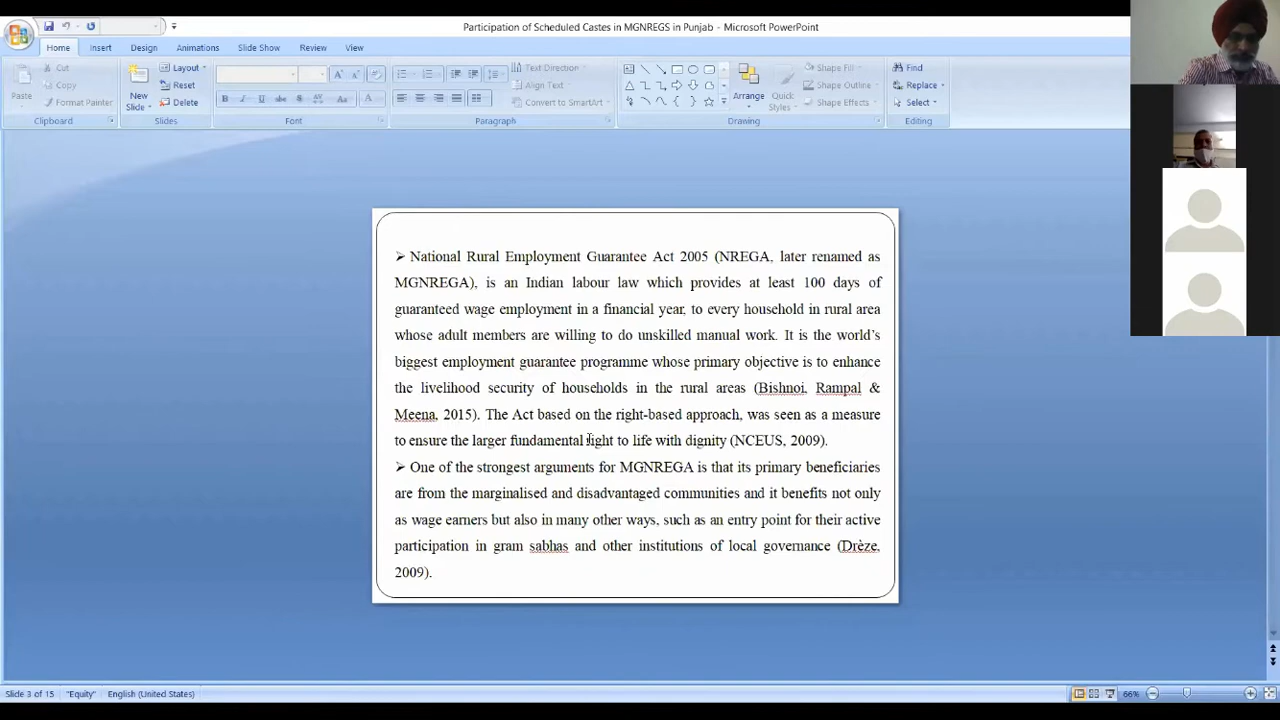 Participation of Scheduled Castes in MGNREGS in Punjab - Microsoft PowerPoint
Home Insert Design Animations Slide Show Review View
Paste
Cut
Copy
Format Painter
Clipboard
New
Slide
Layout
Reset
Delete
Slides
Font
Text Direction
Align Text
Convert to SmartArt
Paragraph
Arrange
Quick
Styles
Shape Fill
Shape Outline
Shape Effects
Drawing
Find
Replace
Select
Editing
➢ National Rural Employment Guarantee Act 2005 (NREGA, later renamed as
MGNREGA), is an Indian labour law which provides at least 100 days of
guaranteed wage employment in a financial year, to every household in rural area
whose adult members are willing to do unskilled manual work. It is the world's
biggest employment guarantee programme whose primary objective is to enhance
the livelihood security of households in the rural areas (Bishnoi, Rampal &
Meena, 2015). The Act based on the right-based approach, was seen as a measure
to ensure the larger fundamental right to life with dignity (NCEUS, 2009).
➢ One of the strongest arguments for MGNREGA is that its primary beneficiaries
are from the marginalised and disadvantaged communities and it benefits not only
as wage earners but also in many other ways, such as an entry point for their active
participation in gram sabhas and other institutions of local governance (Drèze,
2009).
Slide 3 of 15 "Equity" English (United States) 66%